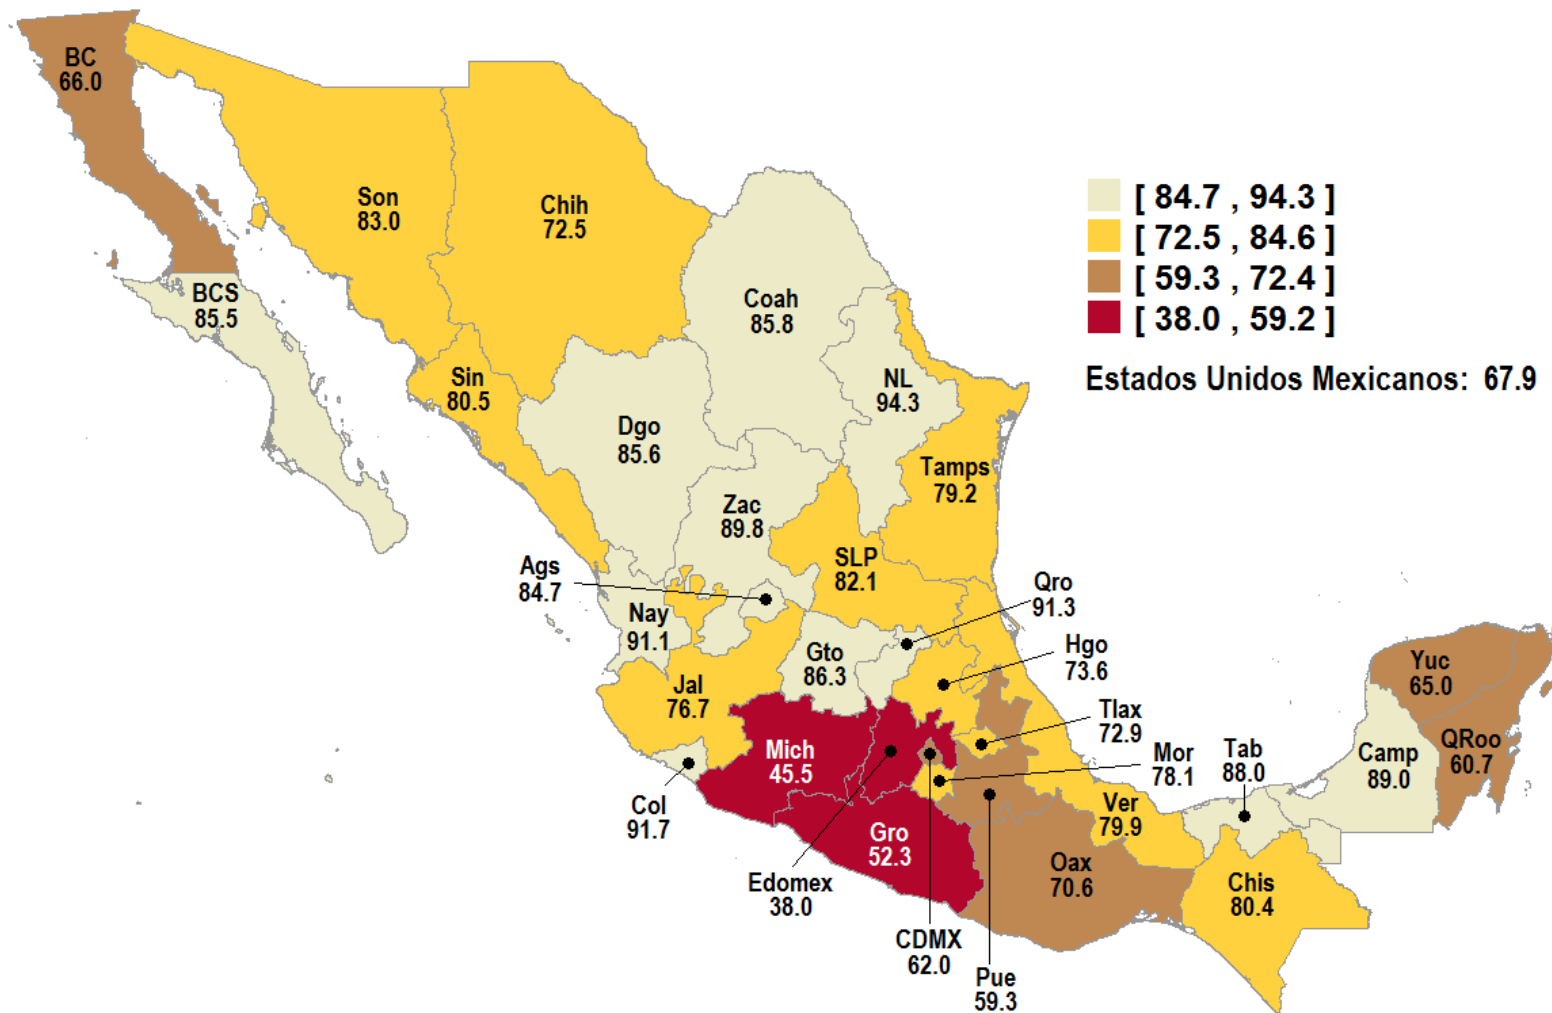 BC
66.0
Son
83.0
Chih
72.5
[ 84.7 , 94.3 ]
[ 72.5 , 84.6 ]
[ 59.3 , 72.4 ]
[ 38.0 , 59.2 ]
Estados Unidos Mexicanos: 67.9
BCS
85.5
Coah
85.8
Sin
80.5
NL
94.3
Dgo
85.6
Tamps
79.2
Zac
89.8
Ags
84.7
SLP
82.1
Qro
91.3
Nay
91.1
Gto
86.3
Hgo
73.6
Yuc
65.0
Jal
76.7
Tlax
72.9
Mich
45.5
Mor
78.1
Tab
88.0
Camp
89.0
QRoo
60.7
Col
91.7
Ver
79.9
Gro
52.3
Edomex
38.0
Oax
70.6
Chis
80.4
CDMX
62.0
Pue
59.3